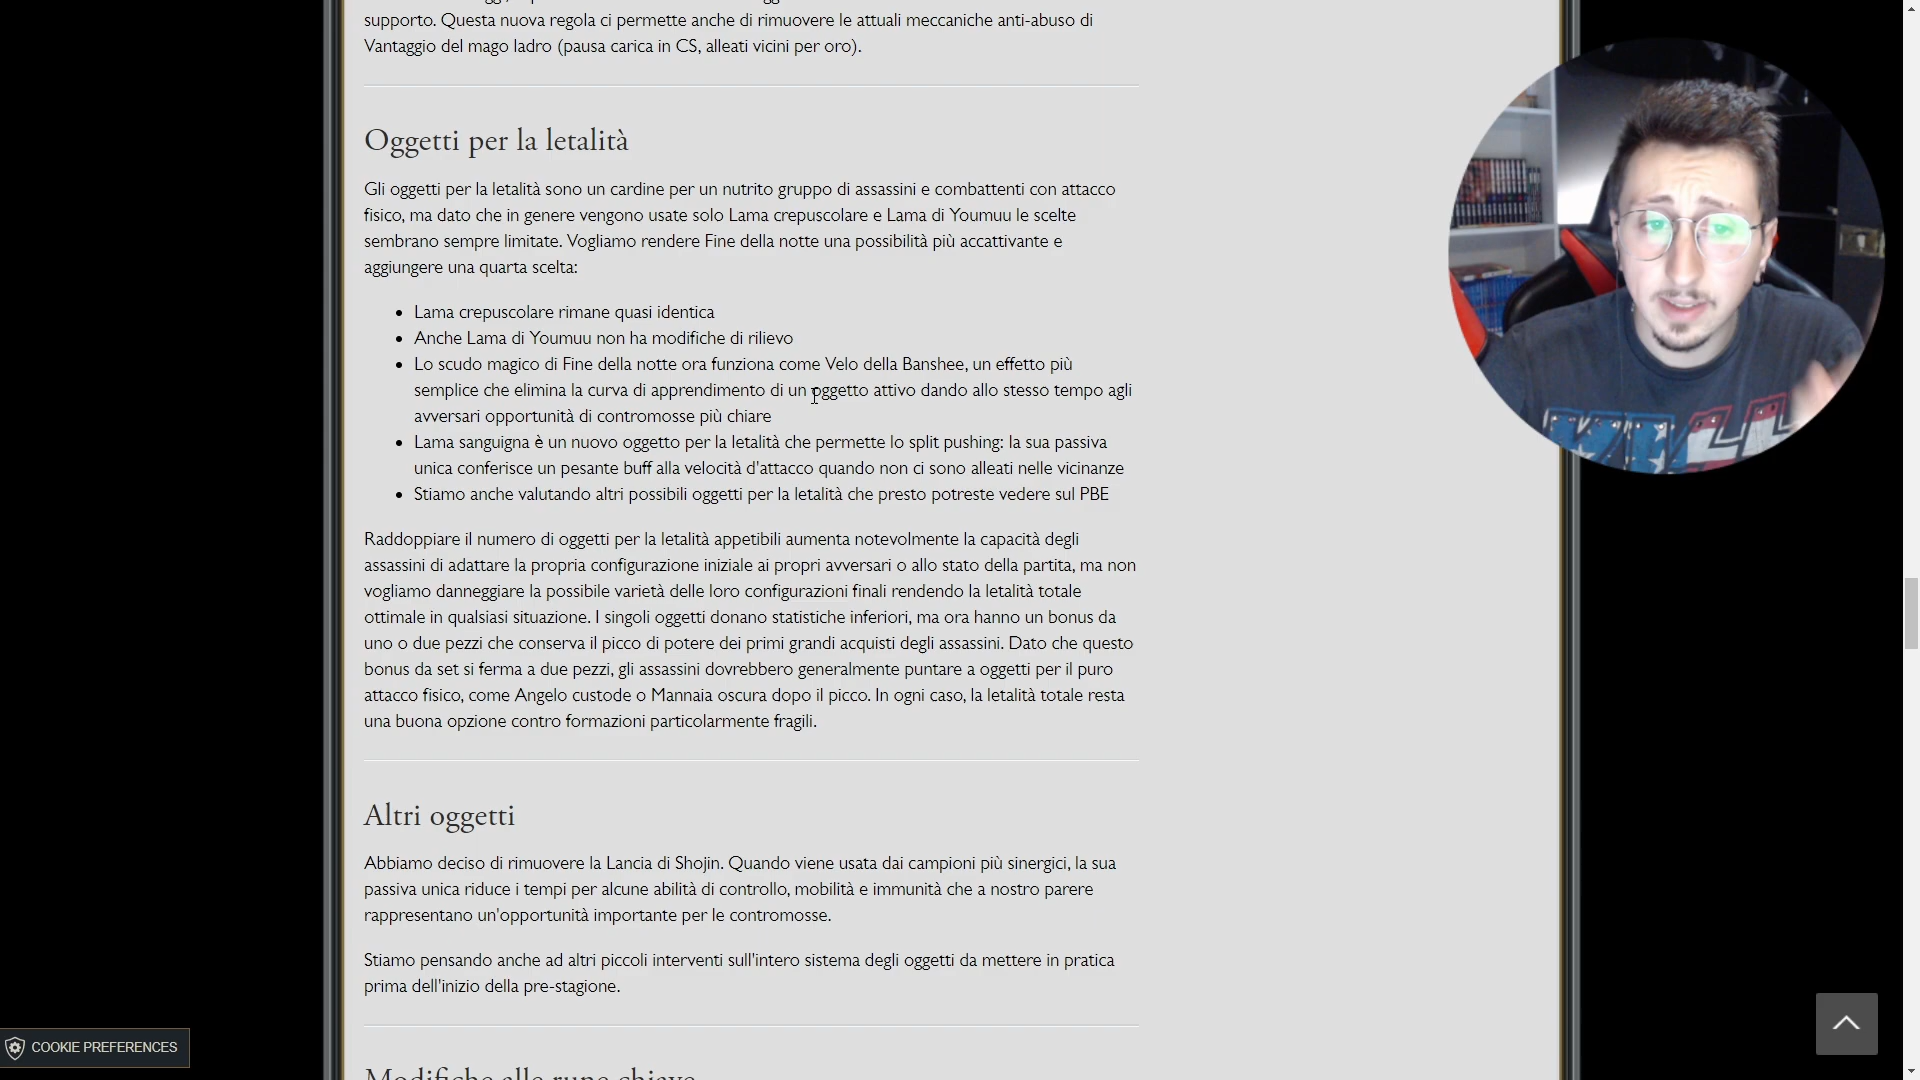 supporto. Questa nuova regola ci permette anche di rimuovere le attuali meccaniche anti-abuso di
Vantaggio del mago ladro (pausa carica in CS, alleati vicini per oro).
Oggetti per la letalità
Gli oggetti per la letalità sono un cardine per un nutrito gruppo di assassini e combattenti con attacco
fisico, ma dato che in genere vengono usate solo Lama crepuscolare e Lama di Youmuu le scelte
sembrano sempre limitate. Vogliamo rendere Fine della notte una possibilità più accattivante e
aggiungere una quarta scelta:
• Lama crepuscolare rimane quasi identica
• Anche Lama di Youmuu non ha modifiche di rilievo
• Lo scudo magico di Fine della notte ora funziona come Velo della Banshee, un effetto più
semplice che elimina la curva di apprendimento di un oggetto attivo dando allo stesso tempo agli
avversari opportunità di contromosse più chiare
• Lama sanguigna è un nuovo oggetto per la letalità che permette lo split pushing: la sua passiva
unica conferisce un pesante buff alla velocità d'attacco quando non ci sono alleati nelle vicinanze
• Stiamo anche valutando altri possibili oggetti per la letalità che presto potreste vedere sul PBE
Raddoppiare il numero di oggetti per la letalità appetibili aumenta notevolmente la capacità degli
assassini di adattare la propria configurazione iniziale ai propri avversari o allo stato della partita, ma non
vogliamo danneggiare la possibile varietà delle loro configurazioni finali rendendo la letalità totale
ottimale in qualsiasi situazione. I singoli oggetti donano statistiche inferiori, ma ora hanno un bonus da
uno o due pezzi che conserva il picco di potere dei primi grandi acquisti degli assassini. Dato che questo
bonus da set si ferma a due pezzi, gli assassini dovrebbero generalmente puntare a oggetti per il puro
attacco fisico, come Angelo custode o Mannaia oscura dopo il picco. In ogni caso, la letalità totale resta
una buona opzione contro formazioni particolarmente fragili.
Altri oggetti
Abbiamo deciso di rimuovere la Lancia di Shojin. Quando viene usata dai campioni più sinergici, la sua
passiva unica riduce i tempi per alcune abilità di controllo, mobilità e immunità che a nostro parere
rappresentano un'opportunità importante per le contromosse.
Stiamo pensando anche ad altri piccoli interventi sull'intero sistema degli oggetti da mettere in pratica
prima dell'inizio della pre-stagione.
Modifiche alle rune chiave
COOKIE PREFERENCES